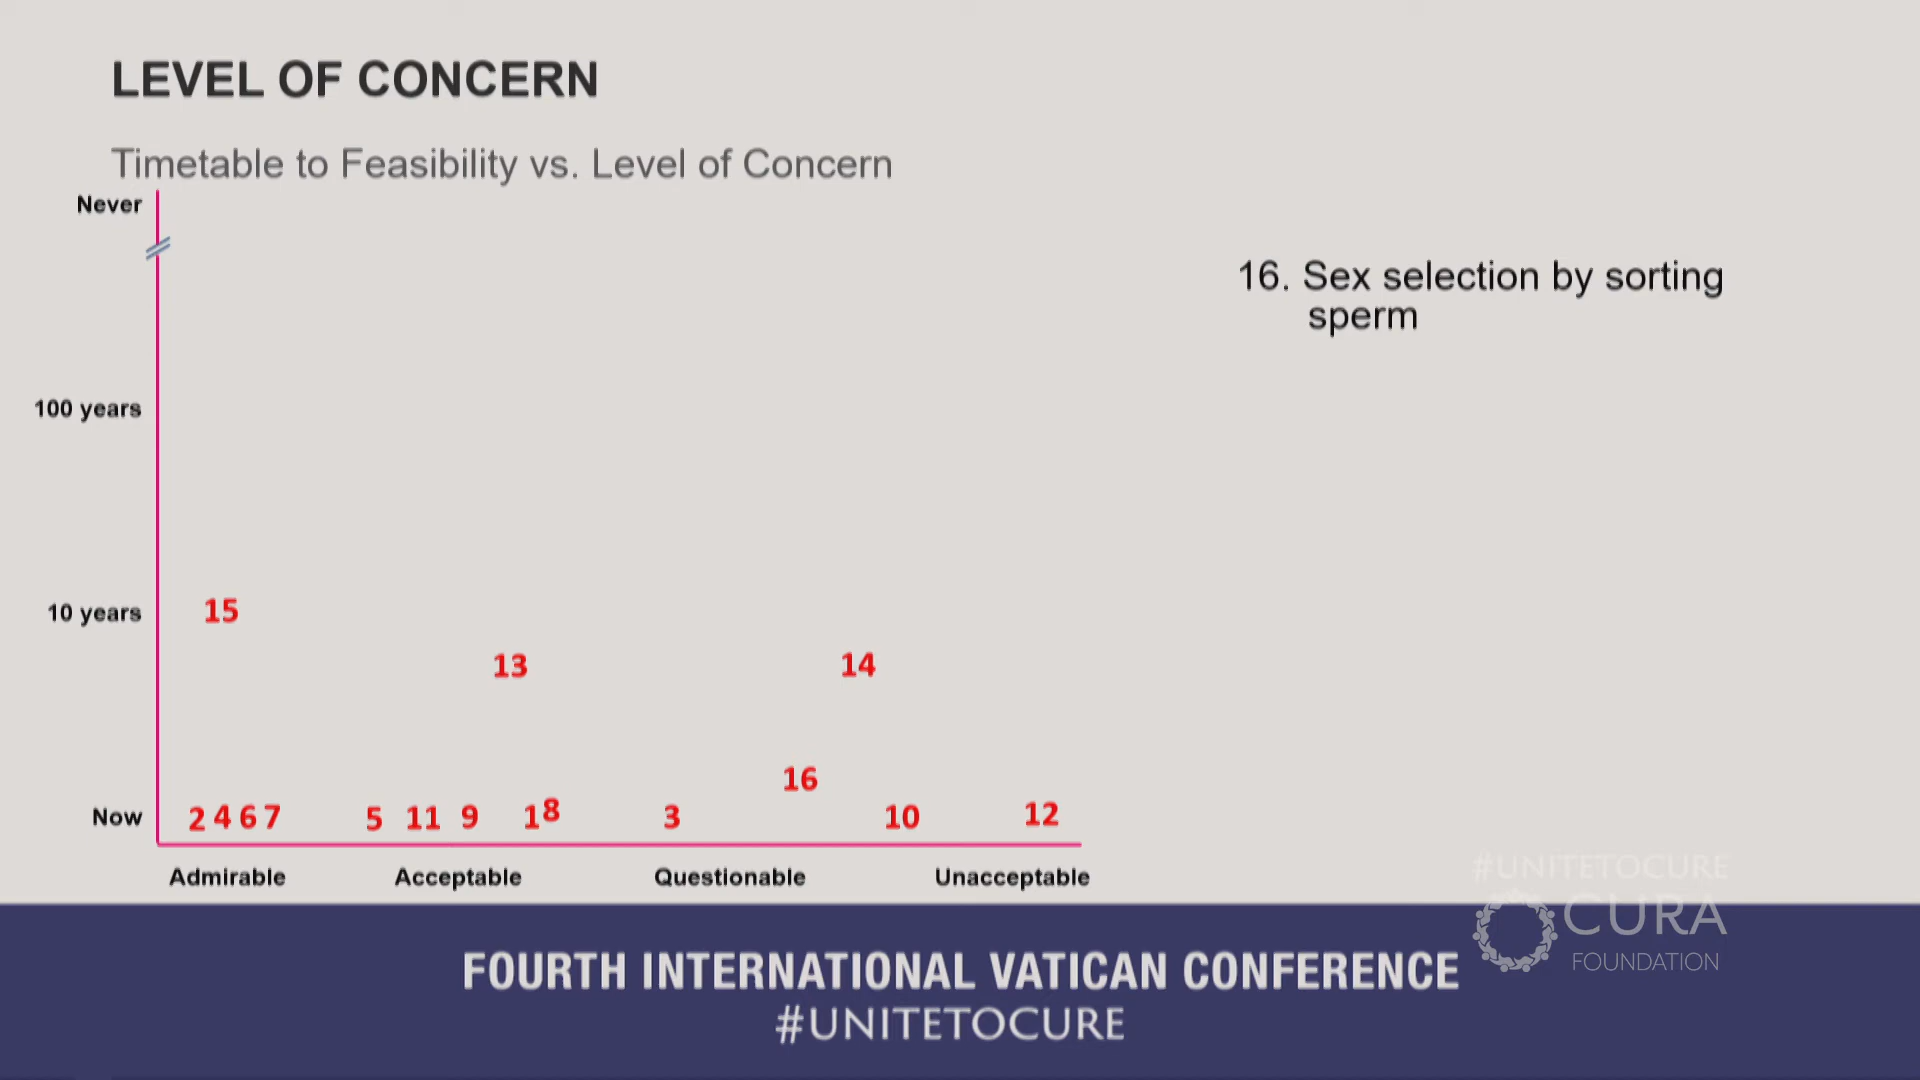 LEVEL OF CONCERN
Timetable to Feasibility vs. Level of Concern
Never
16. Sex selection by sorting
sperm
100 years
10 years
15
13
14
16
Now
2 4 6 7 5 11 9 1 8 3 10 12
Admirable Acceptable Questionable Unacceptable
#UNITETOCURE
CURA
FOUNDATION
FOURTH INTERNATIONAL VATICAN CONFERENCE
#UNITETOCURE